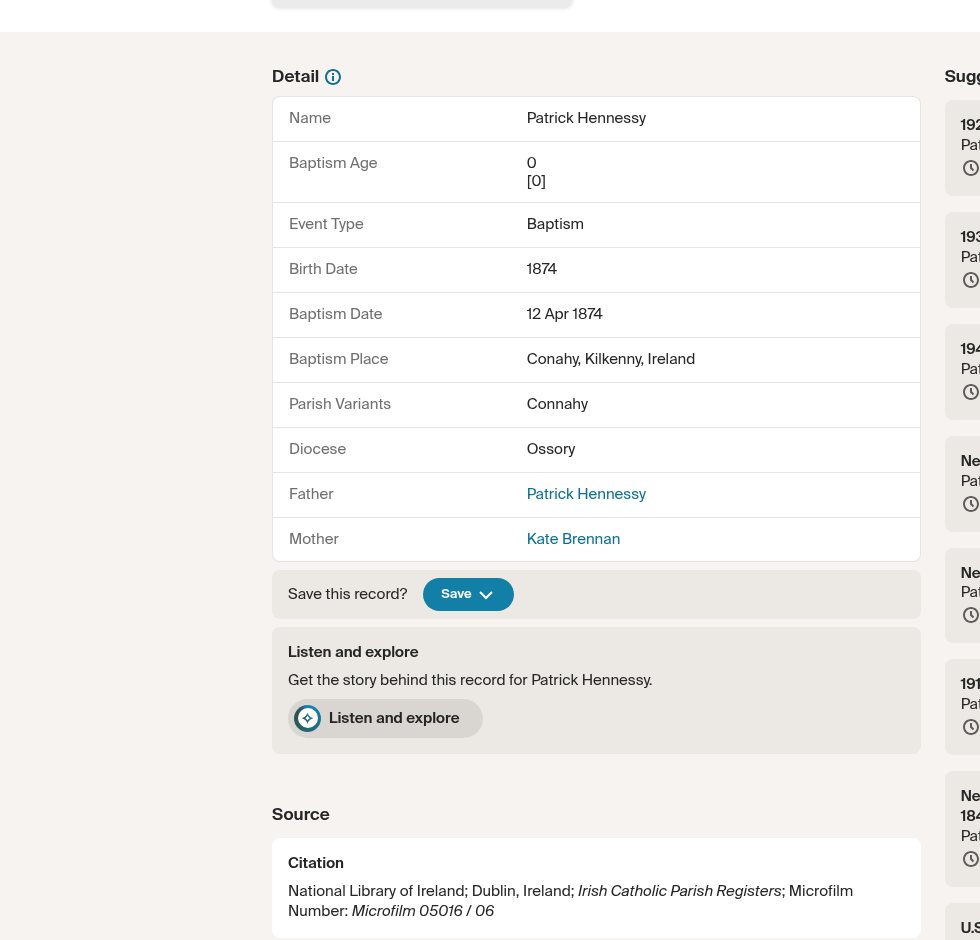 Detail
Name Patrick Hennessy
Baptism Age 0
[0]
Event Type Baptism
Birth Date 1874
Baptism Date 12 Apr 1874
Baptism Place Conahy, Kilkenny, Ireland
Parish Variants Connahy
Diocese Ossory
Father Patrick Hennessy
Mother Kate Brennan
Save this record? Save
Listen and explore
Get the story behind this record for Patrick Hennessy.
Listen and explore
Source
Citation
National Library of Ireland; Dublin, Ireland; Irish Catholic Parish Registers; Microfilm
Number: Microfilm 05016 / 06